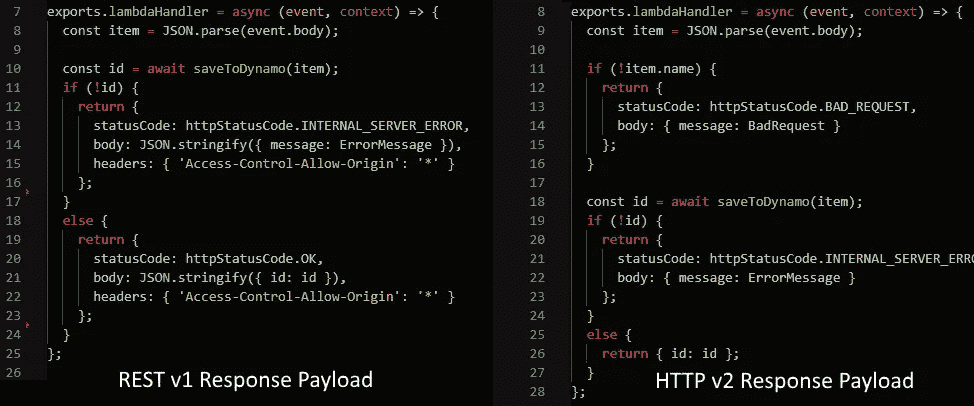 7 exports.lambdaHandler = async (event, context) => {
8 const item = JSON.parse(event.body);
9
10 const id = await saveToDynamo(item);
11 if (!id) {
12 return {
13 statusCode: httpStatusCode.INTERNAL_SERVER_ERROR,
14 body: JSON.stringify({ message: ErrorMessage }),
15 headers: { 'Access-Control-Allow-Origin': '*' }
16 };
17 }
18 else {
19 return {
20 statusCode: httpStatusCode.OK,
21 body: JSON.stringify({ id: id }),
22 headers: { 'Access-Control-Allow-Origin': '*' }
23 };
24 }
25 };
26
REST v1 Response Payload
8 exports.lambdaHandler = async (event, context) => {
9 const item = JSON.parse(event.body);
10
11 if (!item.name) {
12 return {
13 statusCode: httpStatusCode.BAD_REQUEST,
14 body: { message: BadRequest }
15 };
16 }
17
18 const id = await saveToDynamo(item);
19 if (!id) {
20 return {
21 statusCode: httpStatusCode.INTERNAL_SERVER_ERRO
22 body: { message: ErrorMessage }
23 };
24 }
25 else {
26 return { id: id };
27 }
28 };
HTTP v2 Response Payload